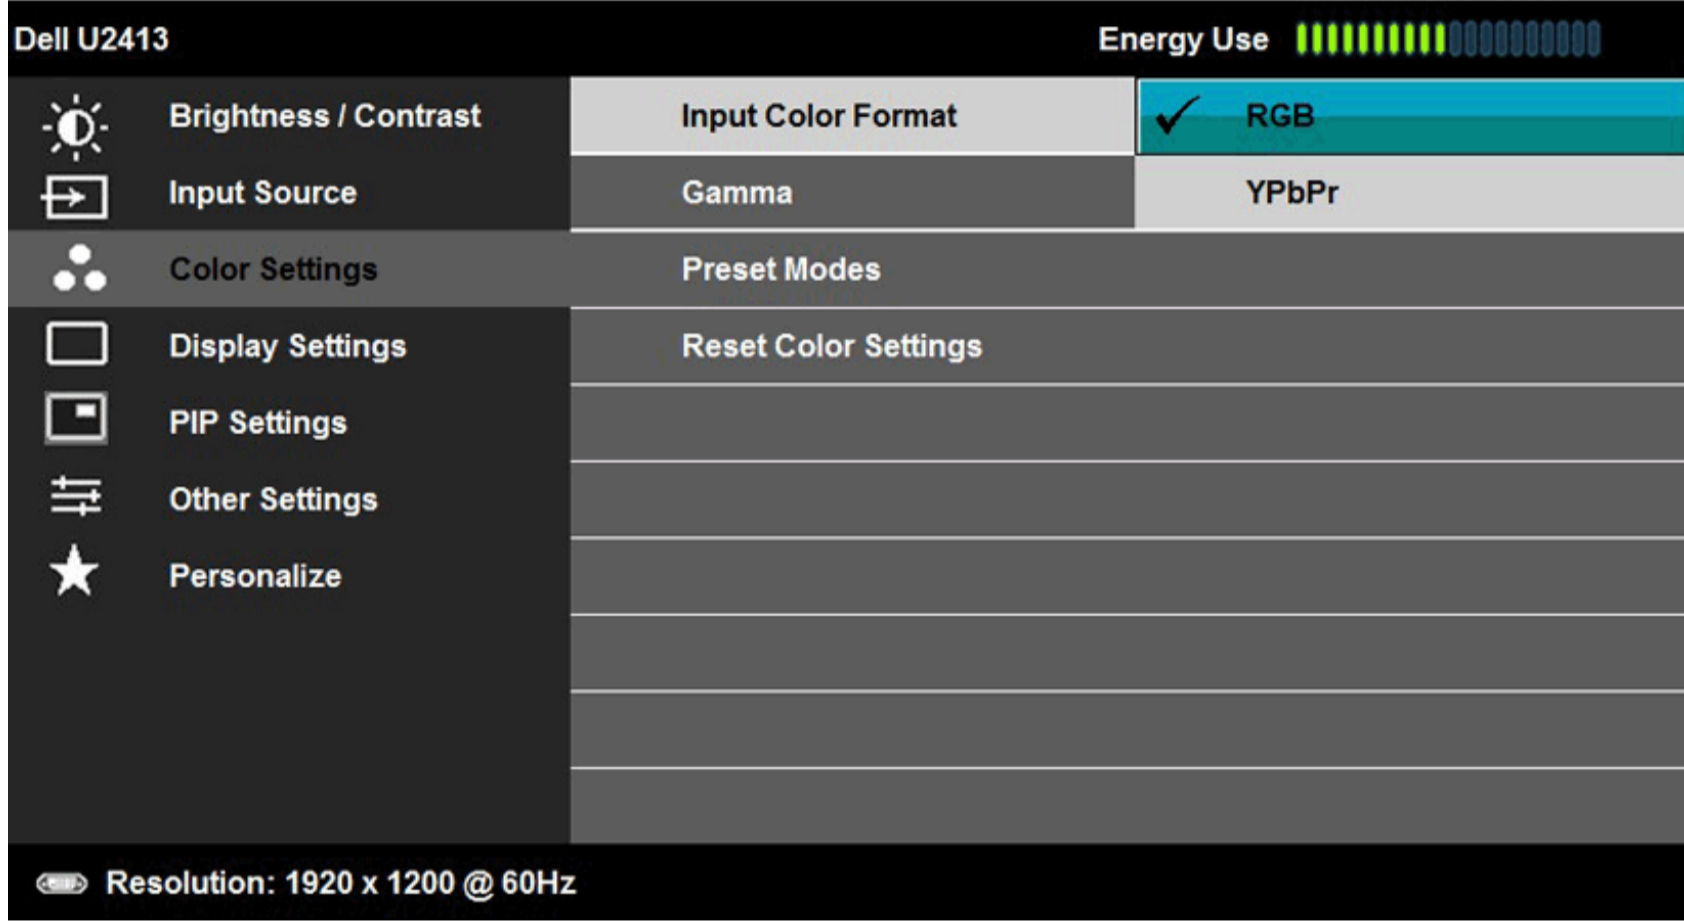 Dell U2413 Energy Use
Brightness / Contrast Input Color Format RGB
Input Source Gamma YPbPr
Color Settings Preset Modes
Display Settings Reset Color Settings
PIP Settings
Other Settings
Personalize
Resolution: 1920 x 1200 @ 60Hz